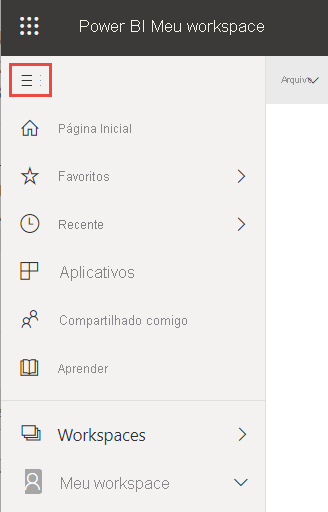 Power BI Meu workspace
Arquivo
Página Inicial
Favoritos
Recente
Aplicativos
Compartilhado comigo
Aprender
Workspaces
Meu workspace